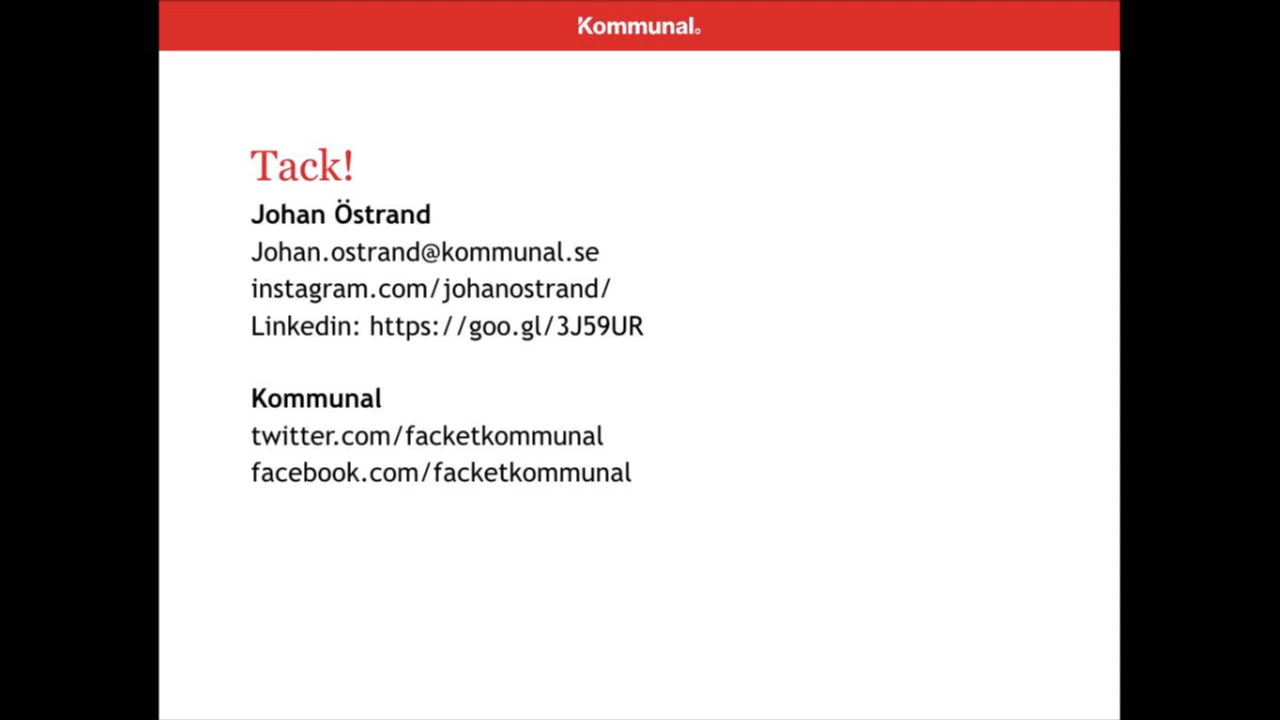 Kommunal.
Tack!
Johan Östrand
Johan.ostrand@kommunal.se
instagram.com/johanostrand/
Linkedin: https://goo.gl/3J59UR
Kommunal
twitter.com/facketkommunal
facebook.com/facketkommunal